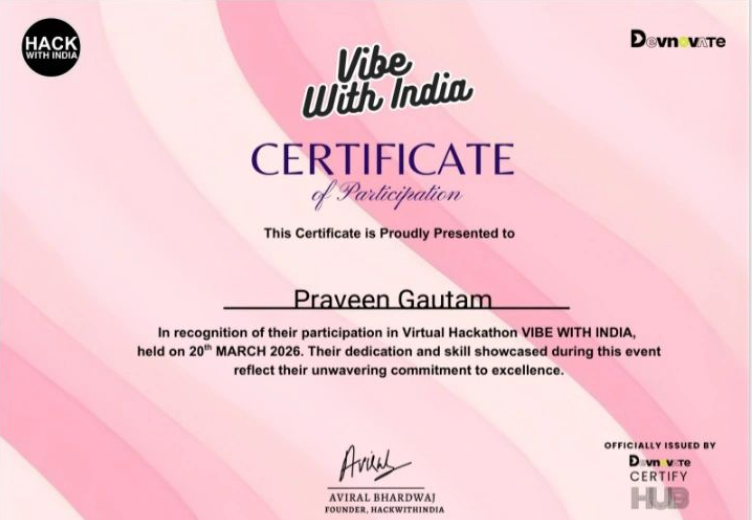 HACK
WITH INDIA
Devnovate
Vibe
With India
CERTIFICATE
of Participation
This Certificate is Proudly Presented to
Praveen Gautam
In recognition of their participation in Virtual Hackathon VIBE WITH INDIA,
held on 20th MARCH 2026. Their dedication and skill showcased during this event
reflect their unwavering commitment to excellence.
Aviral
AVIRAL BHARDWAJ
FOUNDER, HACKWITHINDIA
OFFICIALLY ISSUED BY
Devnovate
CERTIFY
HUB